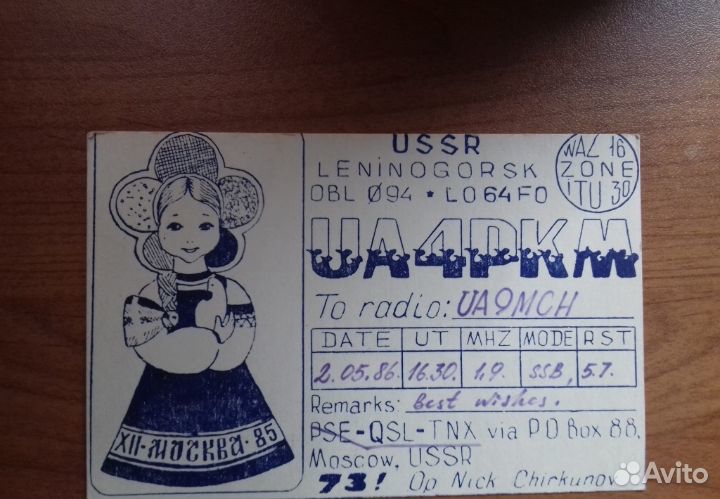 USSR
LENINOGORSK
OBL Ø94 * LO64FO
WAZ 16
ZONE
ITU 30
UA4PKM
To radio: UA9MCH
DATE UT MHZ MODE RST
2.05.86. 16.30. 1,9. SSB, 5.7.
Remarks: Best wishes.
PSE-QSL-TNX via P.O Box 88,
Moscow, USSR
73! Op Nick Chirkunov
XII-МОСКВА-85
Avito